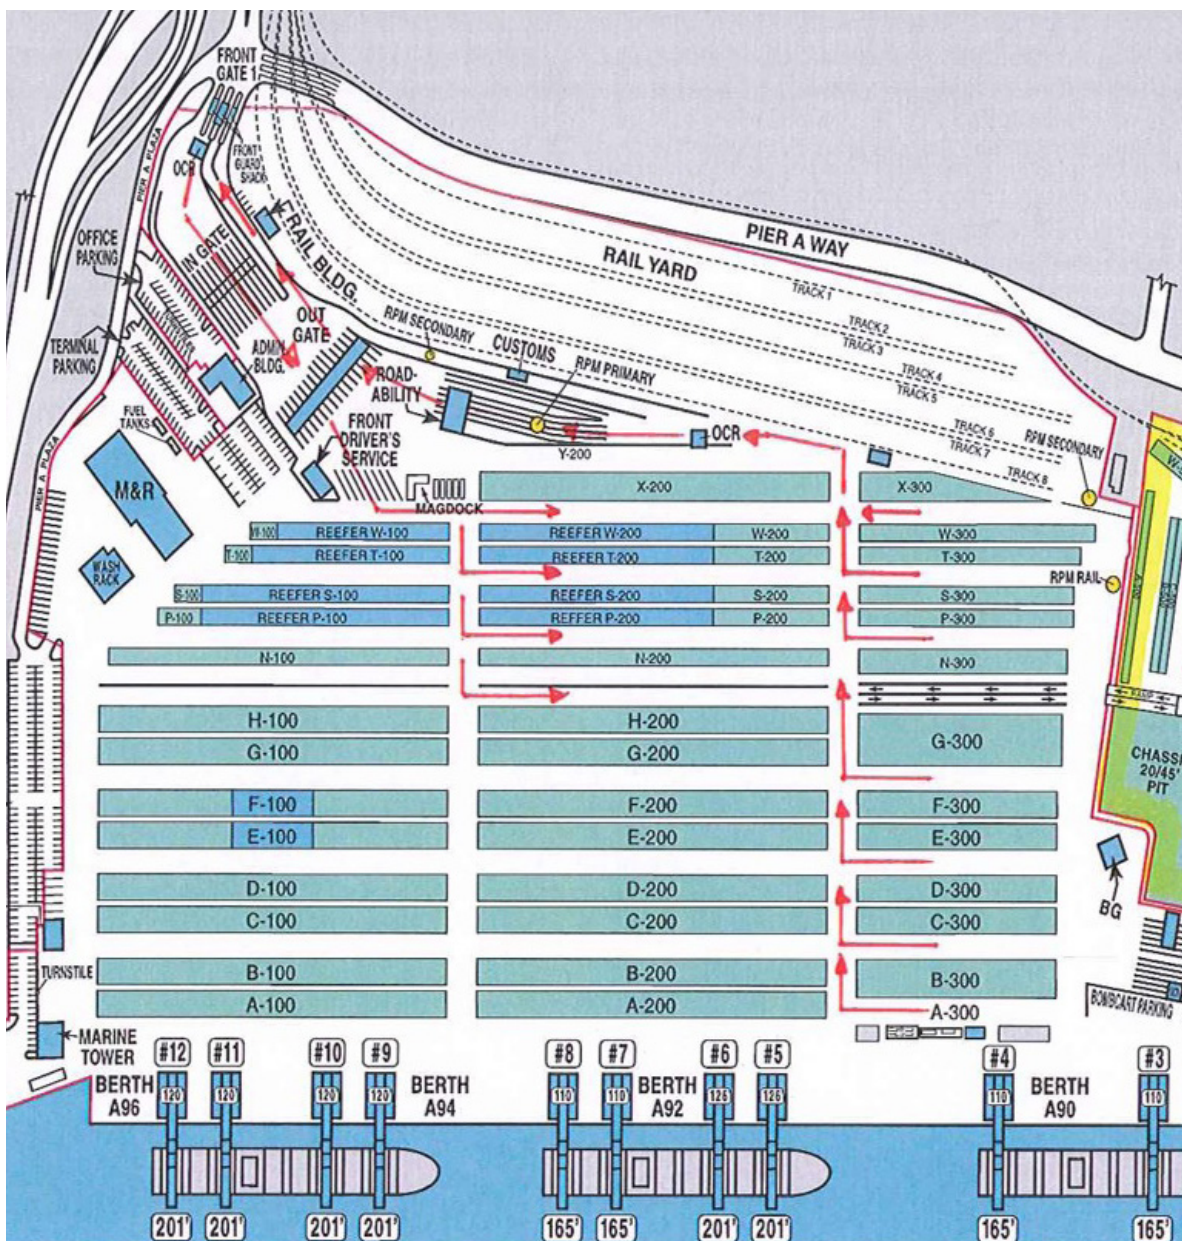 FRONT
GATE 1
PIER A PLAZA
OCR
FRONT
GUARD
SHACK
OFFICE
PARKING
IN GATE
RAIL BLDG.
PIER A WAY
RAIL YARD
TRACK 1
TRACK 2
TRACK 3
TRACK 4
TRACK 5
TRACK 6
TRACK 7
TRACK 8
OUT
GATE
RPM SECONDARY
CUSTOMS
RPM PRIMARY
TERMINAL
PARKING
ADMIN
BLDG.
ROAD-
ABILITY
FUEL
TANKS
FRONT
DRIVER'S
SERVICE
OCR
RPM SECONDARY
Y-200
PIER A PLAZA
M&R
MAGDOCK
X-200
X-300
W-100
REEFER W-100
REEFER W-200
W-200
W-300
T-100
REEFER T-100
REEFER T-200
T-200
T-300
WASH
RACK
RPM RAIL
S-100
REEFER S-100
REEFER S-200
S-200
S-300
P-100
REEFER P-100
REFFER P-200
P-200
P-300
N-100
N-200
N-300
RAMP
H-100
H-200
G-100
G-200
G-300
CHASSI
20/45'
PIT
F-100
F-200
F-300
E-100
E-200
E-300
BG
D-100
D-200
D-300
C-100
C-200
C-300
TURNSTILE
B-100
B-200
B-300
A-100
A-200
A-300
BOMBCART PARKING
MARINE
TOWER
#12
#11
#10
#9
#8
#7
#6
#5
#4
#3
BERTH
A96
BERTH
A94
BERTH
A92
BERTH
A90
120'
120'
120'
120'
110'
110'
126'
126'
110'
110'
201'
201'
201'
201'
165'
165'
201'
201'
165'
165'